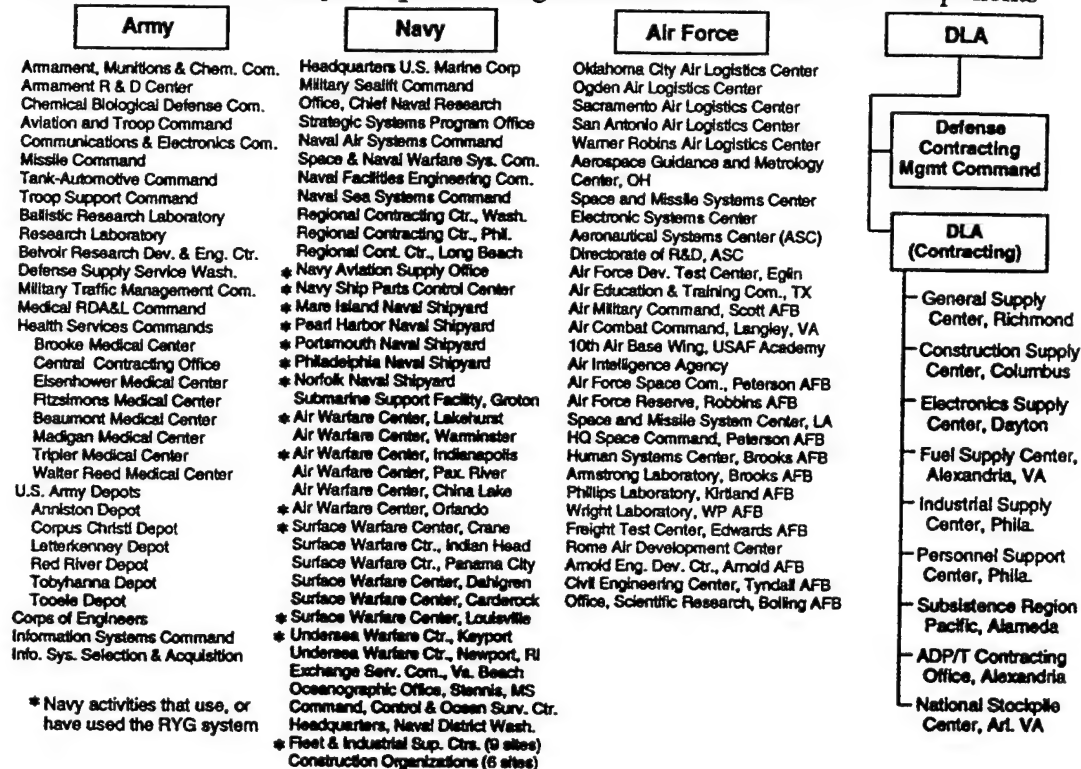 Army
Armament, Munitions & Chem. Com.
Armament R & D Center
Chemical Biological Defense Com.
Aviation and Troop Command
Communications & Electronics Com.
Missile Command
Tank-Automotive Command
Troop Support Command
Ballistic Research Laboratory
Research Laboratory
Belvoir Research Dev. & Eng. Ctr.
Defense Supply Service Wash.
Military Traffic Management Com.
Medical RDA&L Command
Health Services Commands
Brooke Medical Center
Central Contracting Office
Eisenhower Medical Center
Fitzsimons Medical Center
Beaumont Medical Center
Madigan Medical Center
Tripler Medical Center
Walter Reed Medical Center
U.S. Army Depots
Anniston Depot
Corpus Christi Depot
Letterkenney Depot
Red River Depot
Tobyhanna Depot
Tooele Depot
Corps of Engineers
Information Systems Command
Info. Sys. Selection & Acquisition
* Navy activities that use, or
have used the RYG system
Navy
Headquarters U.S. Marine Corp
Military Sealift Command
Office, Chief Naval Research
Strategic Systems Program Office
Naval Air Systems Command
Space & Naval Warfare Sys. Com.
Naval Facilities Engineering Com.
Naval Sea Systems Command
Regional Contracting Ctr., Wash.
Regional Contracting Ctr., Phil.
Regional Cont. Ctr., Long Beach
* Navy Aviation Supply Office
* Navy Ship Parts Control Center
* Mare Island Naval Shipyard
* Pearl Harbor Naval Shipyard
* Portsmouth Naval Shipyard
* Philadelphia Naval Shipyard
* Norfolk Naval Shipyard
Submarine Support Facility, Groton
* Air Warfare Center, Lakehurst
Air Warfare Center, Warminster
* Air Warfare Center, Indianapolis
Air Warfare Center, Pax. River
Air Warfare Center, China Lake
* Air Warfare Center, Orlando
* Surface Warfare Center, Crane
Surface Warfare Ctr., Indian Head
Surface Warfare Ctr., Panama City
Surface Warfare Center, Dahlgren
Surface Warfare Center, Carderock
* Surface Warfare Center, Louisville
* Undersea Warfare Ctr., Keyport
Undersea Warfare Ctr., Newport, RI
Exchange Serv. Com., Va. Beach
Oceanographic Office, Stennis, MS
Command, Control & Ocean Surv. Ctr.
Headquarters, Naval District Wash.
* Fleet & Industrial Sup. Ctrs. (9 sites)
Construction Organizations (6 sites)
Air Force
Oklahoma City Air Logistics Center
Ogden Air Logistics Center
Sacramento Air Logistics Center
San Antonio Air Logistics Center
Warner Robins Air Logistics Center
Aerospace Guidance and Metrology
Center, OH
Space and Missile Systems Center
Electronic Systems Center
Aeronautical Systems Center (ASC)
Directorate of R&D, ASC
Air Force Dev. Test Center, Eglin
Air Education & Training Com., TX
Air Military Command, Scott AFB
Air Combat Command, Langley, VA
10th Air Base Wing, USAF Academy
Air Intelligence Agency
Air Force Space Com., Peterson AFB
Air Force Reserve, Robbins AFB
Space and Missile System Center, LA
HQ Space Command, Peterson AFB
Human Systems Center, Brooks AFB
Armstrong Laboratory, Brooks AFB
Phillips Laboratory, Kirtland AFB
Wright Laboratory, WP AFB
Freight Test Center, Edwards AFB
Rome Air Development Center
Arnold Eng. Dev. Ctr., Arnold AFB
Civil Engineering Center, Tyndall AFB
Office, Scientific Research, Bolling AFB
DLA
Defense
Contracting
Mgmt Command
DLA
(Contracting)
General Supply
Center, Richmond
Construction Supply
Center, Columbus
Electronics Supply
Center, Dayton
Fuel Supply Center,
Alexandria, VA
Industrial Supply
Center, Phila.
Personnel Support
Center, Phila.
Subsistence Region
Pacific, Alameda
ADP/T Contracting
Office, Alexandria
National Stockpile
Center, Arl. VA